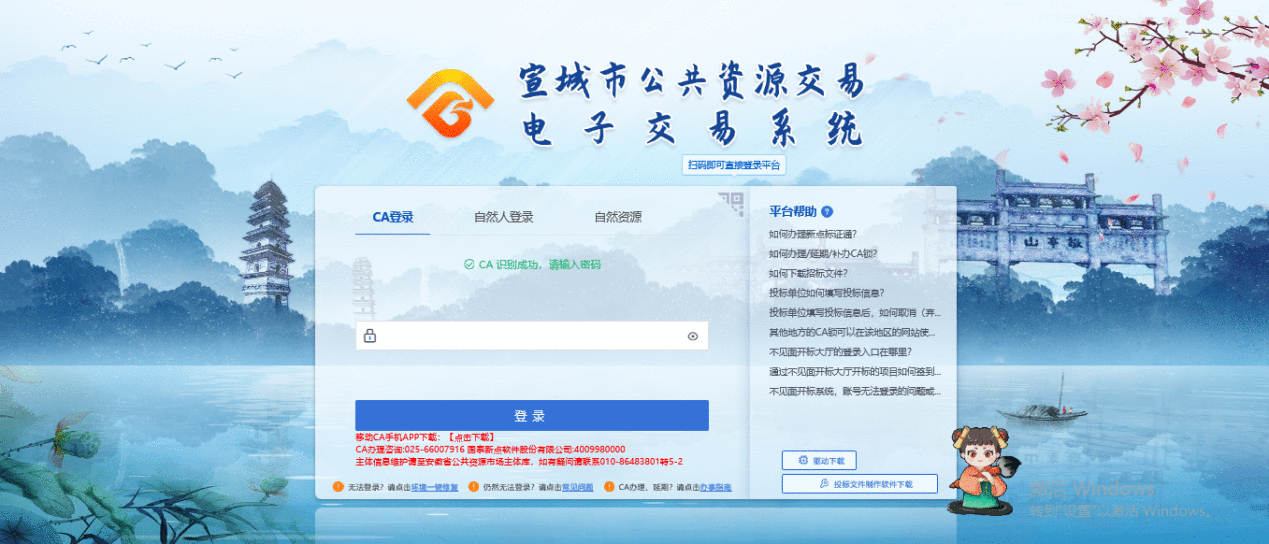 宣城市公共资源交易
电子交易系统
扫码即可直接登录平台
CA登录
自然人登录
自然资源
CA 识别成功，请输入密码
登 录
移动CA手机APP下载：【点击下载】
CA办理咨询:025-66007916 国泰新点软件股份有限公司:4009980000
主体信息维护请至安徽省公共资源市场主体库，如有疑问请联系010-86483801转5-2
无法登录？请点击环境一键修复
仍然无法登录？请点击常见问题
CA办理、延期？请点击办事指南
平台帮助
如何办理新点标证通?
如何办理/延期/补办CA锁?
如何下载招标文件?
投标单位如何填写投标信息?
投标单位填写投标信息后，如何取消（弃...
其他地方的CA锁可以在该地区的网站使...
不见面开标大厅的登录入口在哪里?
通过不见面开标大厅开标的项目如何签到...
不见面开标系统，账号无法登录的问题或...
驱动下载
投标文件制作软件下载
山亭敬
激活 Windows
转到"设置"以激活 Windows。